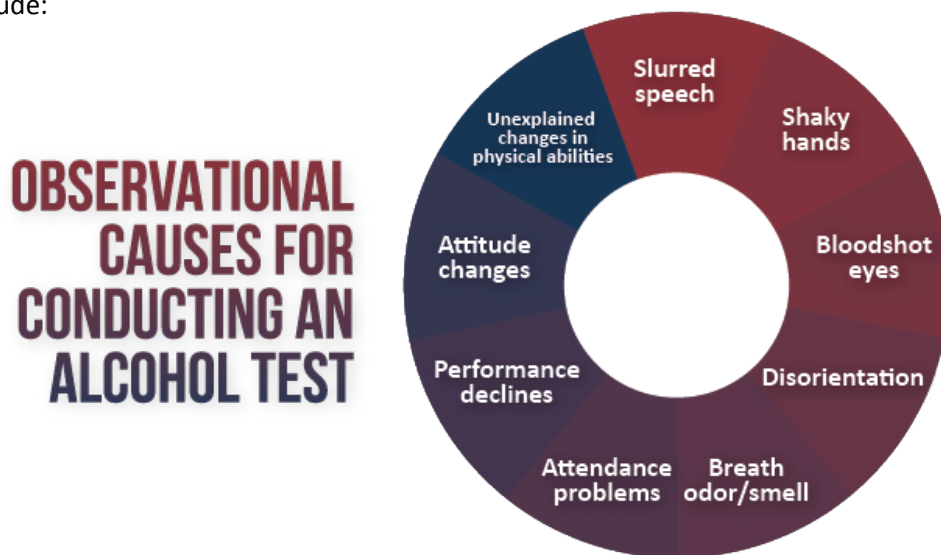 OBSERVATIONAL
CAUSES FOR
CONDUCTING AN
ALCOHOL TEST
Slurred
speech
Shaky
hands
Bloodshot
eyes
Disorientation
Breath
odor/smell
Attendance
problems
Performance
declines
Attitude
changes
Unexplained
changes in
physical abilities